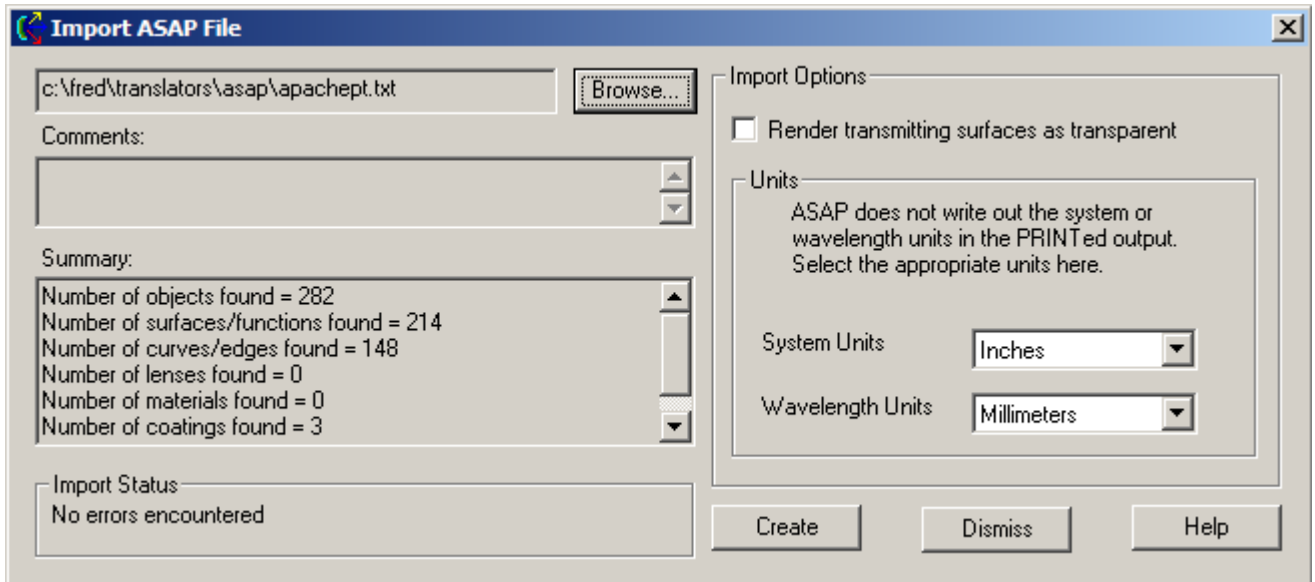 Import ASAP File
c:\fred\translators\asap\apachept.txt
Browse...
Comments:
Summary:
Number of objects found = 282
Number of surfaces/functions found = 214
Number of curves/edges found = 148
Number of lenses found = 0
Number of materials found = 0
Number of coatings found = 3
Import Status
No errors encountered
Import Options
Render transmitting surfaces as transparent
Units
ASAP does not write out the system or
wavelength units in the PRINTed output.
Select the appropriate units here.
System Units
Inches
Wavelength Units
Millimeters
Create
Dismiss
Help